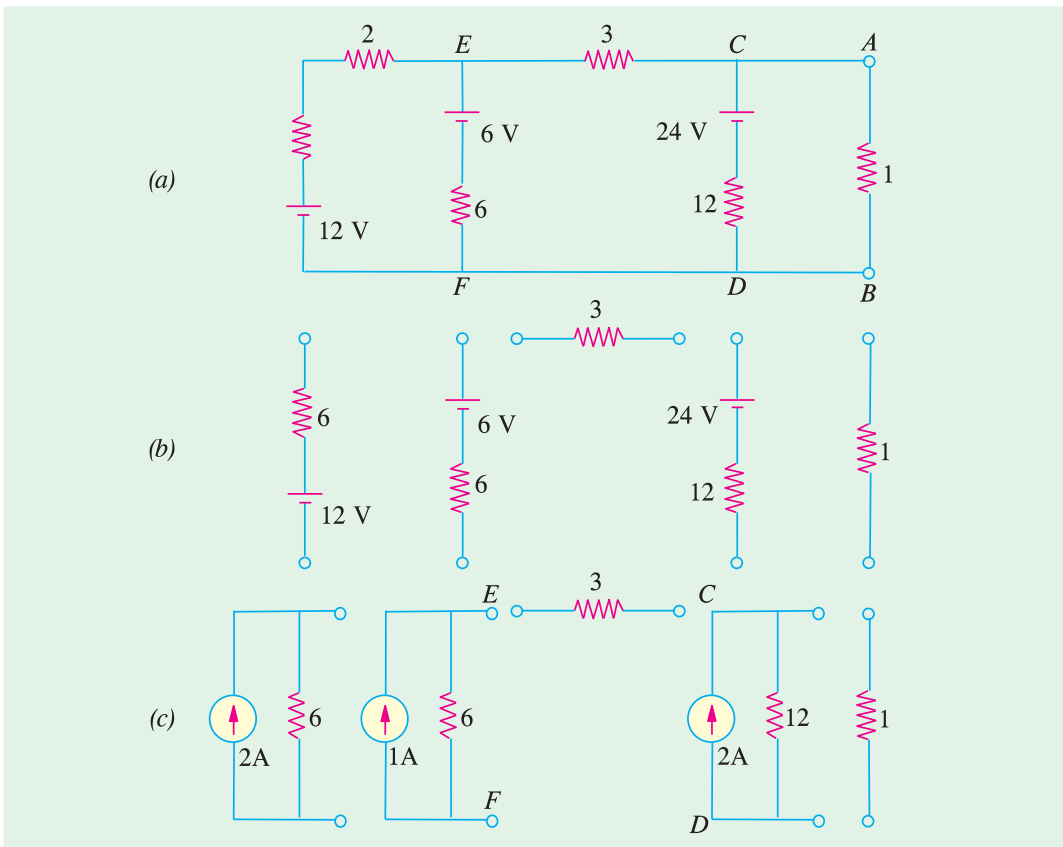 2 E 3 C A
6 V 24 V
(a) 1
6 12
12 V
F D B
3
6 6 V 24 V
(b) 1
6 12
12 V
E 3 C
(c) 6 6 12 1
2A 1A 2A
F
D